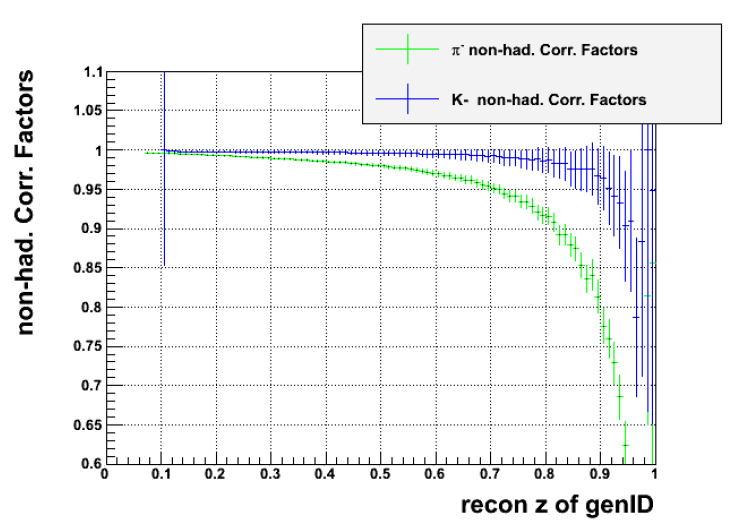 π⁻ non-had. Corr. Factors
K- non-had. Corr. Factors
non-had. Corr. Factors
1.1
1.05
1
0.95
0.9
0.85
0.8
0.75
0.7
0.65
0.6
0 0.1 0.2 0.3 0.4 0.5 0.6 0.7 0.8 0.9 1
recon z of genID